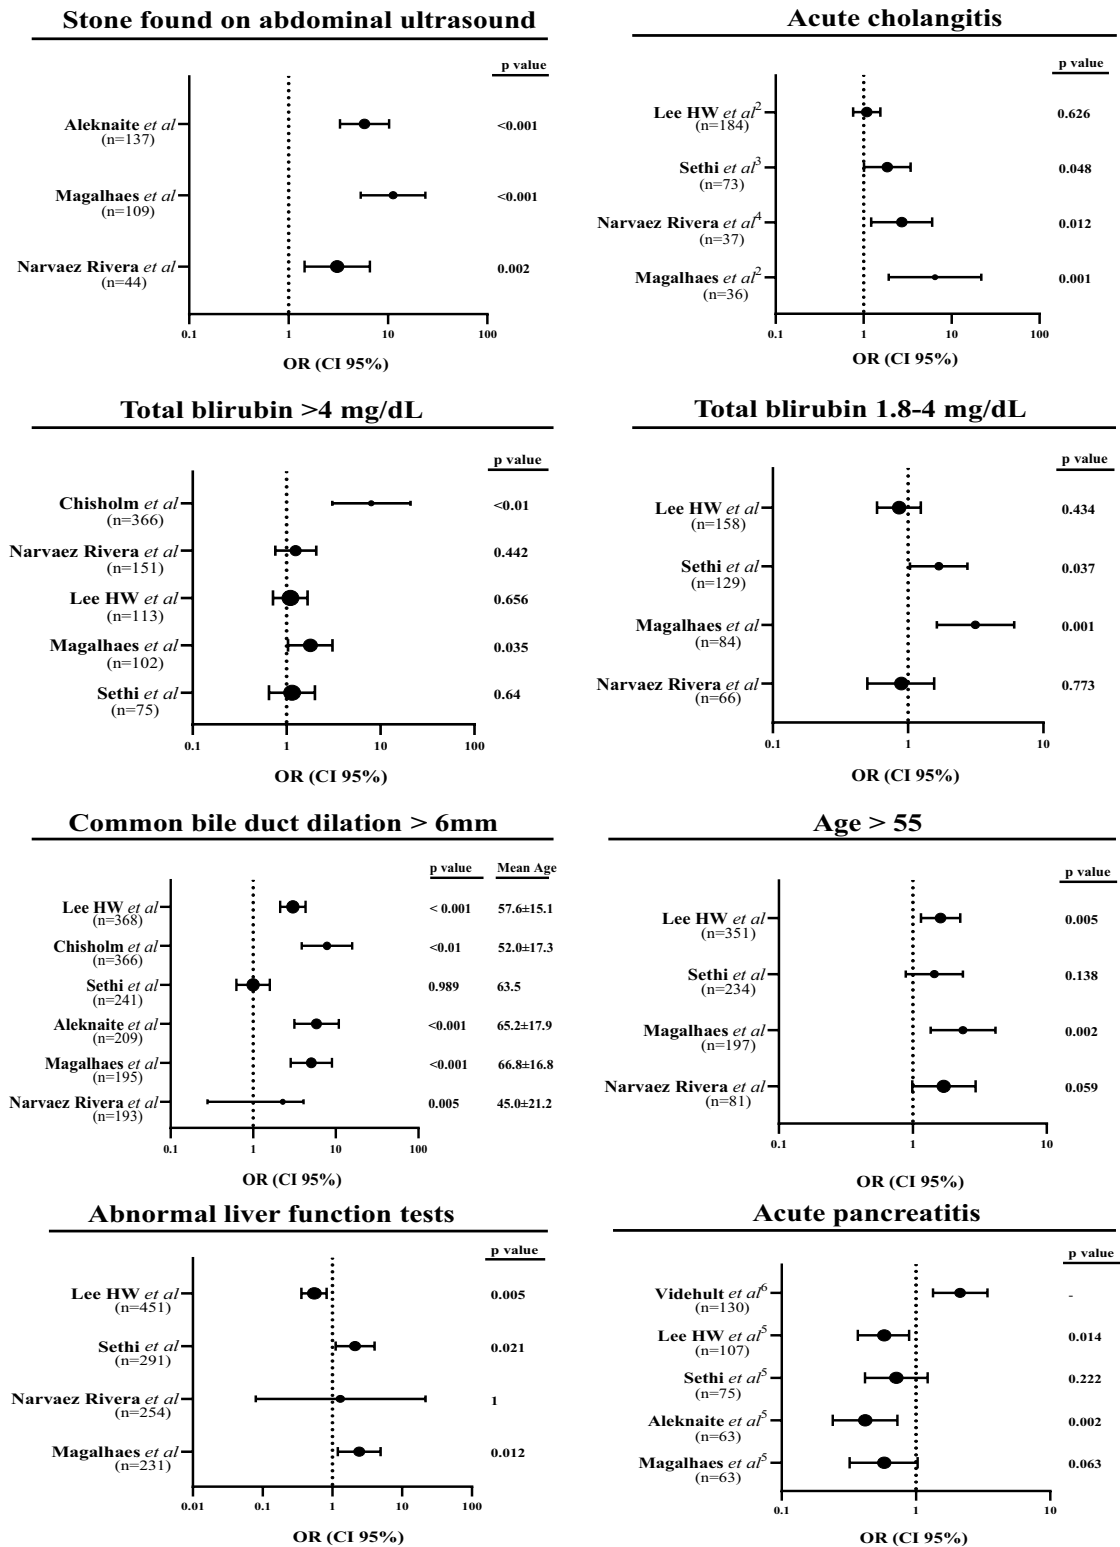 Stone found on abdominal ultrasound
p value
Aleknaite et al
(n=137)
<0.001
Magalhaes et al
(n=109)
<0.001
Narvaez Rivera et al
(n=44)
0.002
0.1 1 10 100
OR (CI 95%)
Acute cholangitis
p value
Lee HW et al2
(n=184)
0.626
Sethi et al3
(n=73)
0.048
Narvaez Rivera et al4
(n=37)
0.012
Magalhaes et al2
(n=36)
0.001
0.1 1 10 100
OR (CI 95%)
Total blirubin >4 mg/dL
p value
Chisholm et al
(n=366)
<0.01
Narvaez Rivera et al
(n=151)
0.442
Lee HW et al
(n=113)
0.656
Magalhaes et al
(n=102)
0.035
Sethi et al
(n=75)
0.64
0.1 1 10 100
OR (CI 95%)
Total blirubin 1.8-4 mg/dL
p value
Lee HW et al
(n=158)
0.434
Sethi et al
(n=129)
0.037
Magalhaes et al
(n=84)
0.001
Narvaez Rivera et al
(n=66)
0.773
0.1 1 10
OR (CI 95%)
Common bile duct dilation > 6mm
p value Mean Age
Lee HW et al
(n=368)
< 0.001 57.6±15.1
Chisholm et al
(n=366)
<0.01 52.0±17.3
Sethi et al
(n=241)
0.989 63.5
Aleknaite et al
(n=209)
<0.001 65.2±17.9
Magalhaes et al
(n=195)
<0.001 66.8±16.8
Narvaez Rivera et al
(n=193)
0.005 45.0±21.2
0.1 1 10 100
OR (CI 95%)
Age > 55
p value
Lee HW et al
(n=351)
0.005
Sethi et al
(n=234)
0.138
Magalhaes et al
(n=197)
0.002
Narvaez Rivera et al
(n=81)
0.059
0.1 1 10
OR (CI 95%)
Abnormal liver function tests
p value
Lee HW et al
(n=451)
0.005
Sethi et al
(n=291)
0.021
Narvaez Rivera et al
(n=254)
1
Magalhaes et al
(n=231)
0.012
0.01 0.1 1 10 100
OR (CI 95%)
Acute pancreatitis
p value
Videhult et al6
(n=130)
-
Lee HW et al5
(n=107)
0.014
Sethi et al5
(n=75)
0.222
Aleknaite et al5
(n=63)
0.002
Magalhaes et al5
(n=63)
0.063
0.1 1 10
OR (CI 95%)